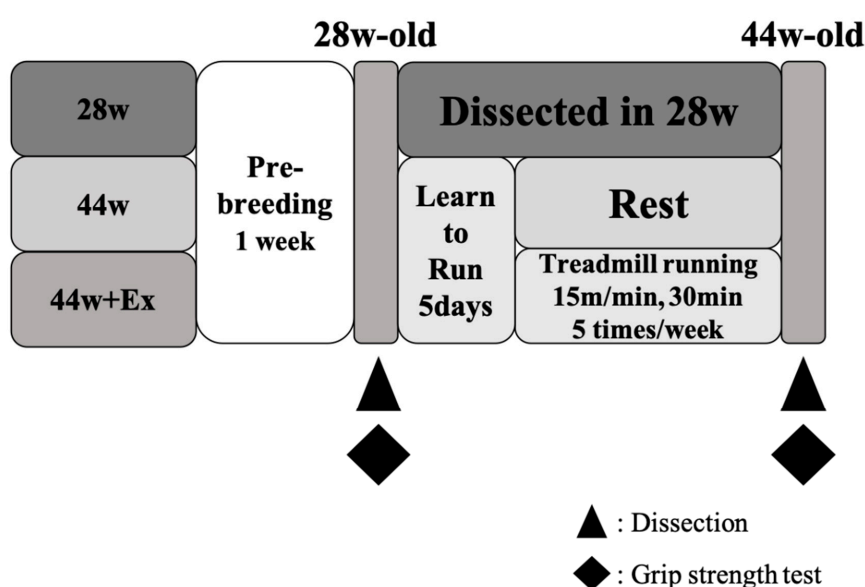 28w-old
44w-old
28w
44w
44w+Ex
Pre-
breeding
1 week
Dissected in 28w
Learn
to
Run
5days
Rest
Treadmill running
15m/min, 30min
5 times/week
: Dissection
: Grip strength test